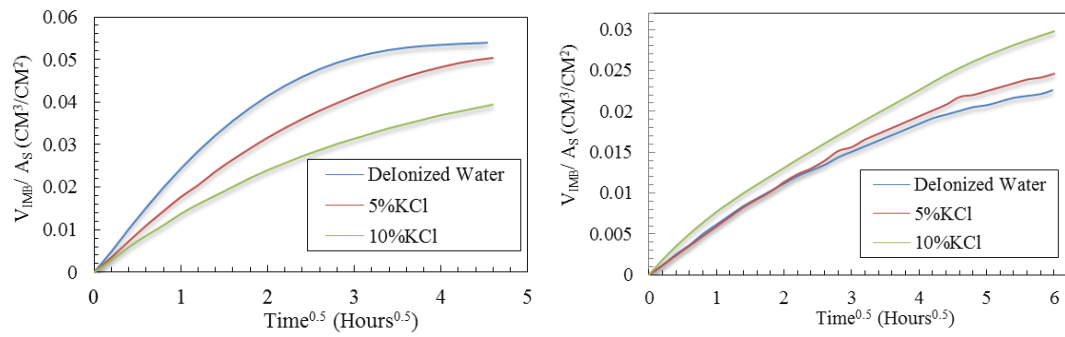 V_IMB/ A_S (CM³/CM²)
0.06
0.05
0.04
0.03
0.02
0.01
0
DeIonized Water
5%KCl
10%KCl
0 1 2 3 4 5
Time^0.5 (Hours^0.5)
V_IMB/ A_S (CM³/CM²)
0.03
0.025
0.02
0.015
0.01
0.005
0
DeIonized Water
5%KCl
10%KCl
0 1 2 3 4 5 6
Time^0.5 (Hours^0.5)